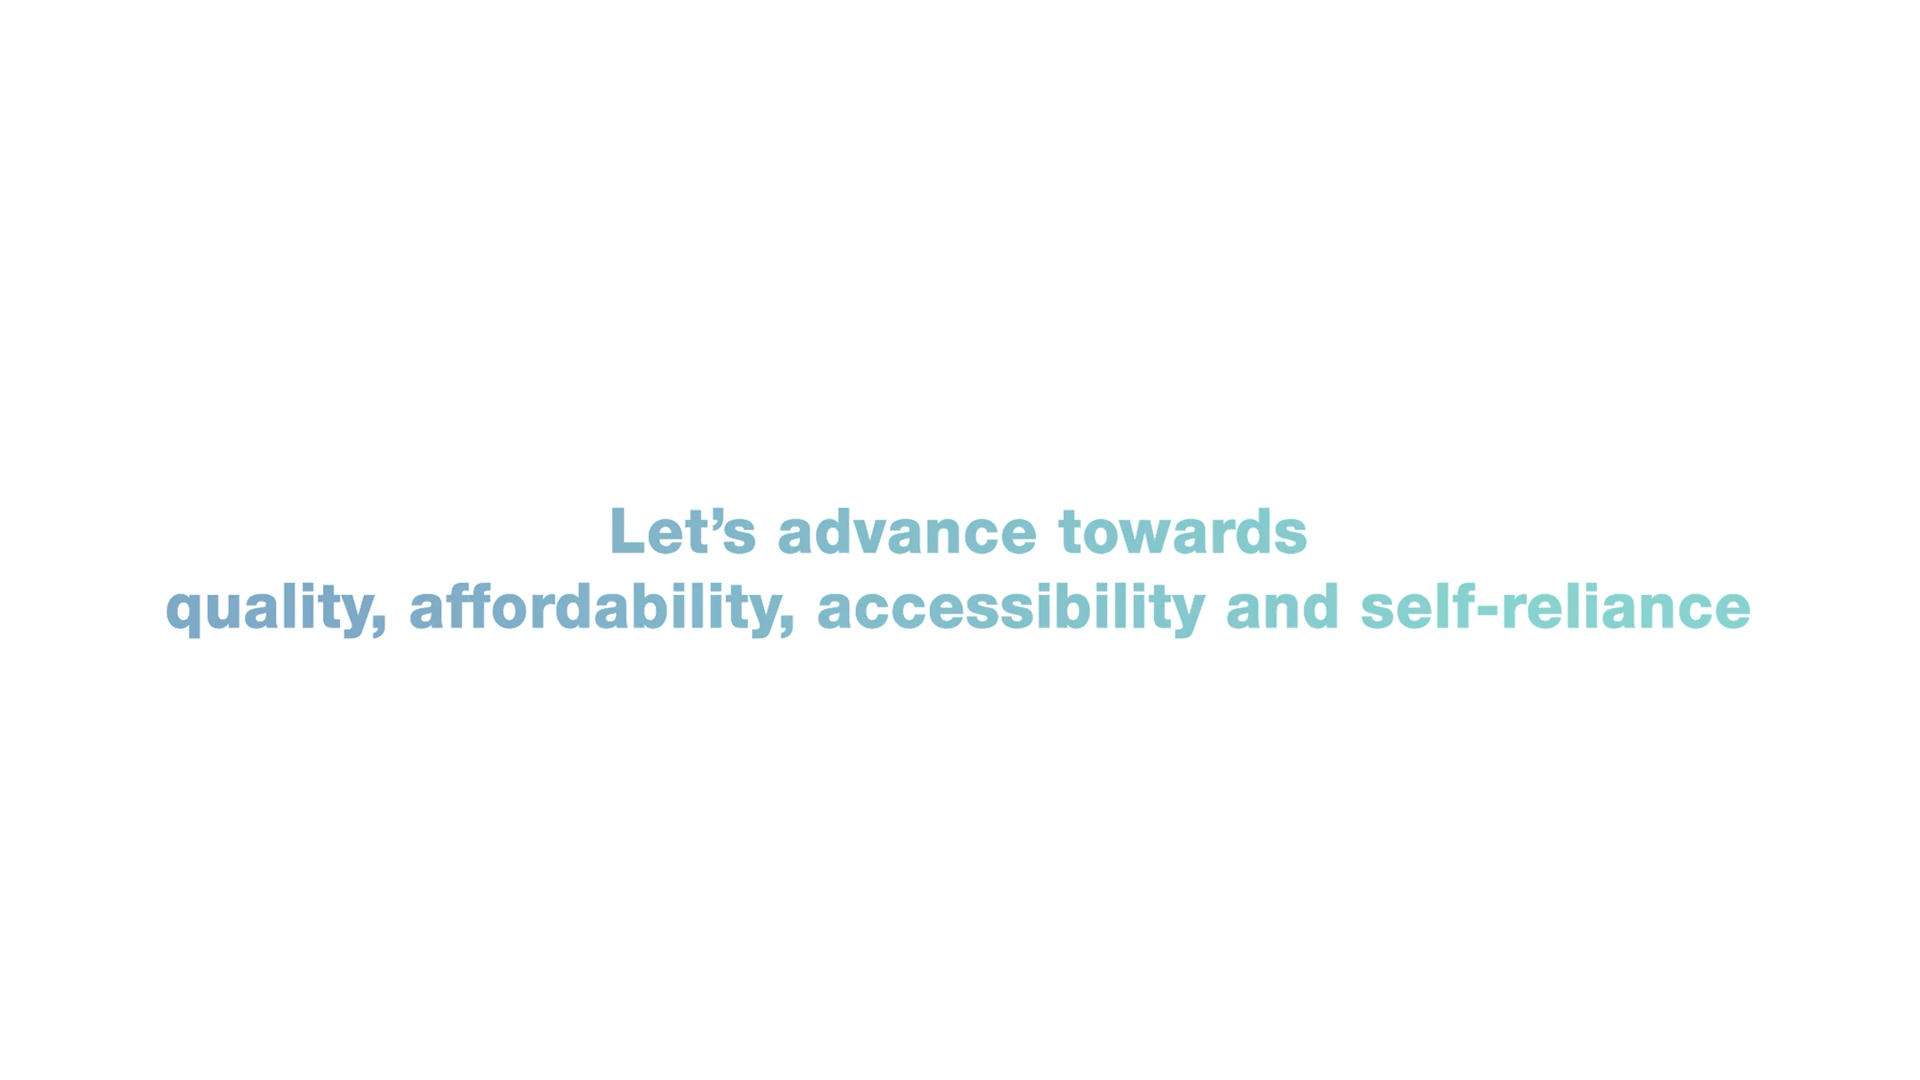 Let’s advance towards
quality, affordability, accessibility and self-reliance